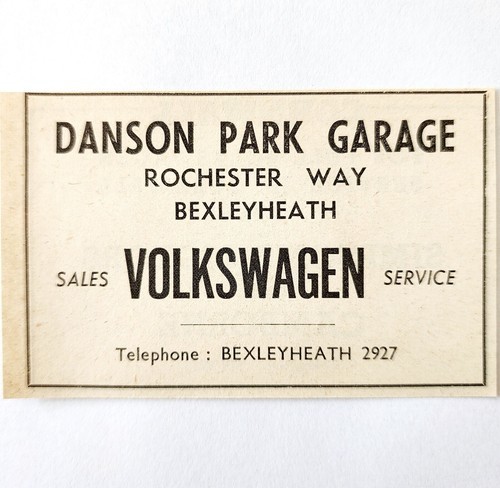 DANSON PARK GARAGE
ROCHESTER WAY
BEXLEYHEATH
SALES VOLKSWAGEN SERVICE
Telephone : BEXLEYHEATH 2927